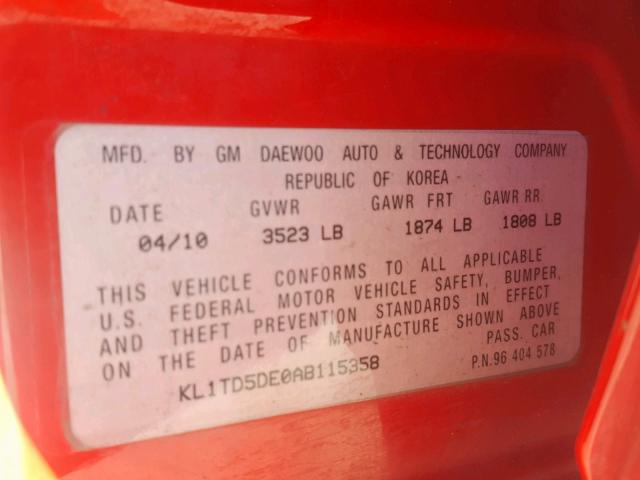 MFD. BY GM DAEWOO AUTO & TECHNOLOGY COMPANY
REPUBLIC OF KOREA
DATE GVWR GAWR FRT GAWR RR
04/10 3523 LB 1874 LB 1808 LB
THIS VEHICLE CONFORMS TO ALL APPLICABLE
U.S. FEDERAL MOTOR VEHICLE SAFETY, BUMPER,
AND THEFT PREVENTION STANDARDS IN EFFECT
ON THE DATE OF MANUFACTURE SHOWN ABOVE
PASS. CAR
KL1TD5DE0AB115358 P.N.96 404 578